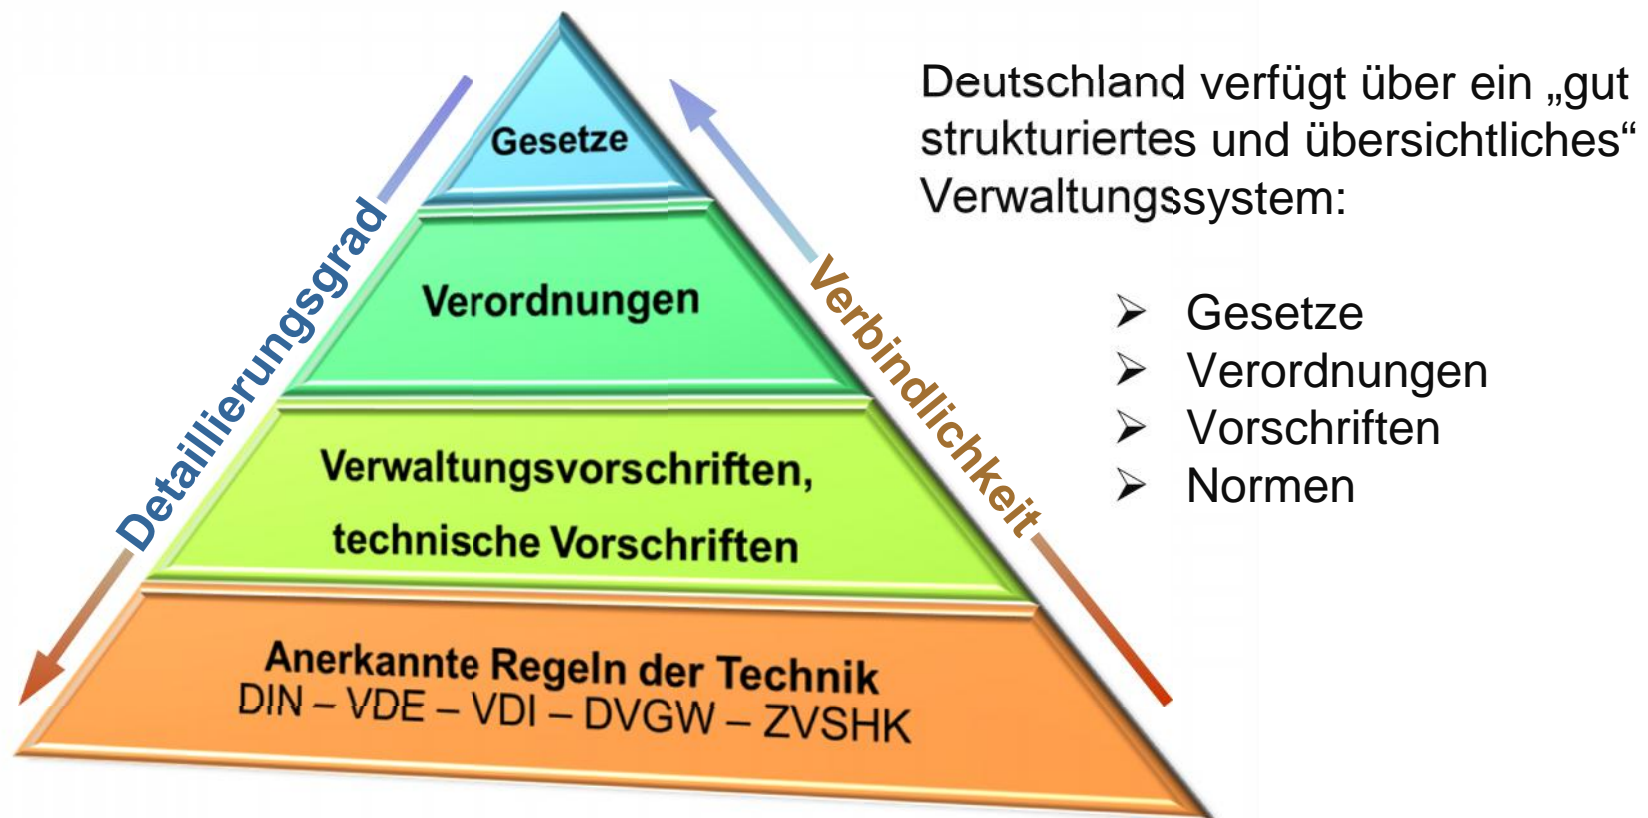 Deutschland verfügt über ein „gut
strukturiertes und übersichtliches“
Verwaltungssystem:
Gesetze
Verordnungen
Vorschriften
Normen
Detaillierungsgrad
Verbindlichkeit
Gesetze
Verordnungen
Verwaltungsvorschriften,
technische Vorschriften
Anerkannte Regeln der Technik
DIN – VDE – VDI – DVGW – ZVSHK